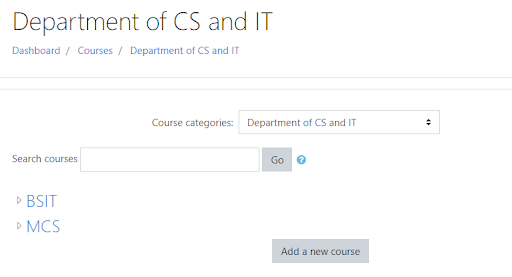 Department of CS and IT
Dashboard / Courses / Department of CS and IT
Course categories: Department of CS and IT
Search courses Go ?
BSIT
MCS
Add a new course